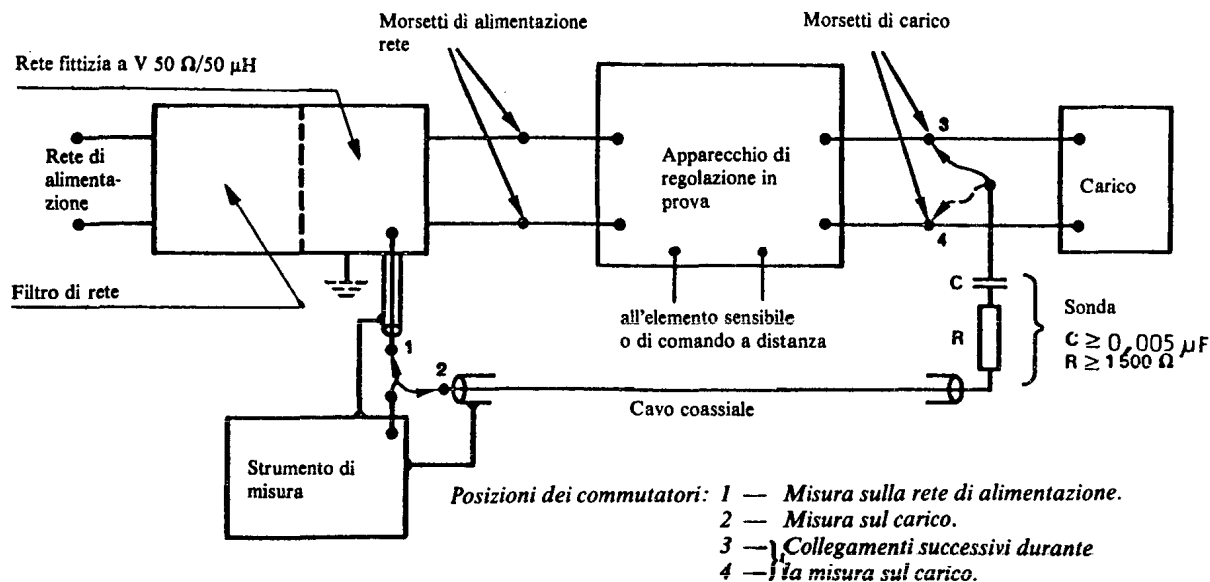 Morsetti di alimentazione
rete
Morsetti di carico
Rete fittizia a V 50 Ω/50 μH
3
Rete di
alimenta-
zione
Apparecchio di
regolazione in
prova
Carico
4
Filtro di rete
C
all'elemento sensibile
o di comando a distanza
R
Sonda
C ≥ 0,005 μF
R ≥ 1500 Ω
1
2
Cavo coassiale
Strumento di
misura
Posizioni dei commutatori: 1 — Misura sulla rete di alimentazione.
2 — Misura sul carico.
3 — Collegamenti successivi durante
4 — la misura sul carico.